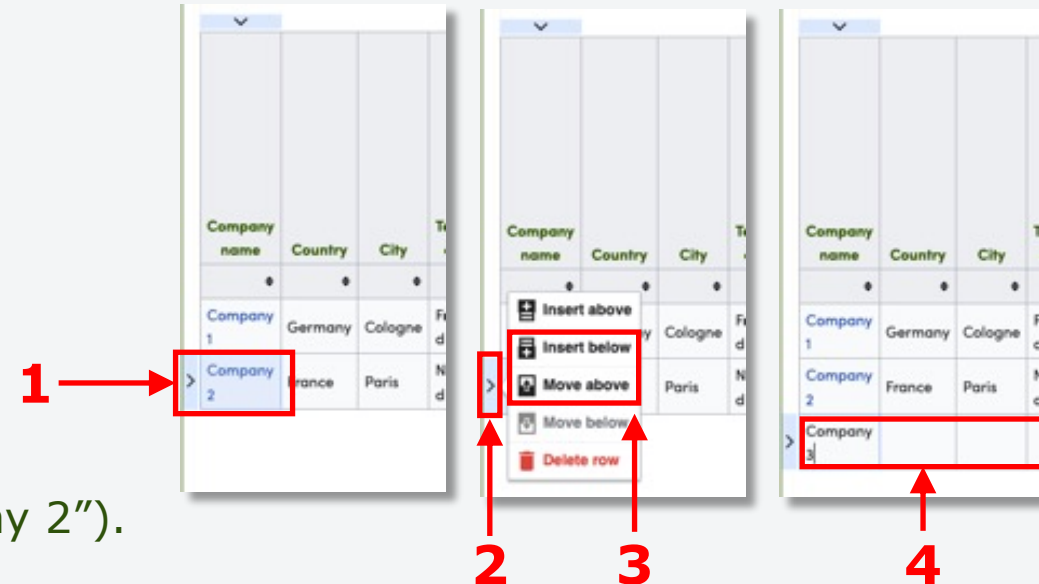 Company
name
Country
City
Company
1
Germany
Cologne
Company
2
France
Paris
1
Company
name
Country
City
Insert above
Insert below
Move above
Move below
Delete row
Cologne
Paris
2
3
Company
name
Country
City
Company
1
Germany
Cologne
Company
2
France
Paris
Company
3
4
y 2”).